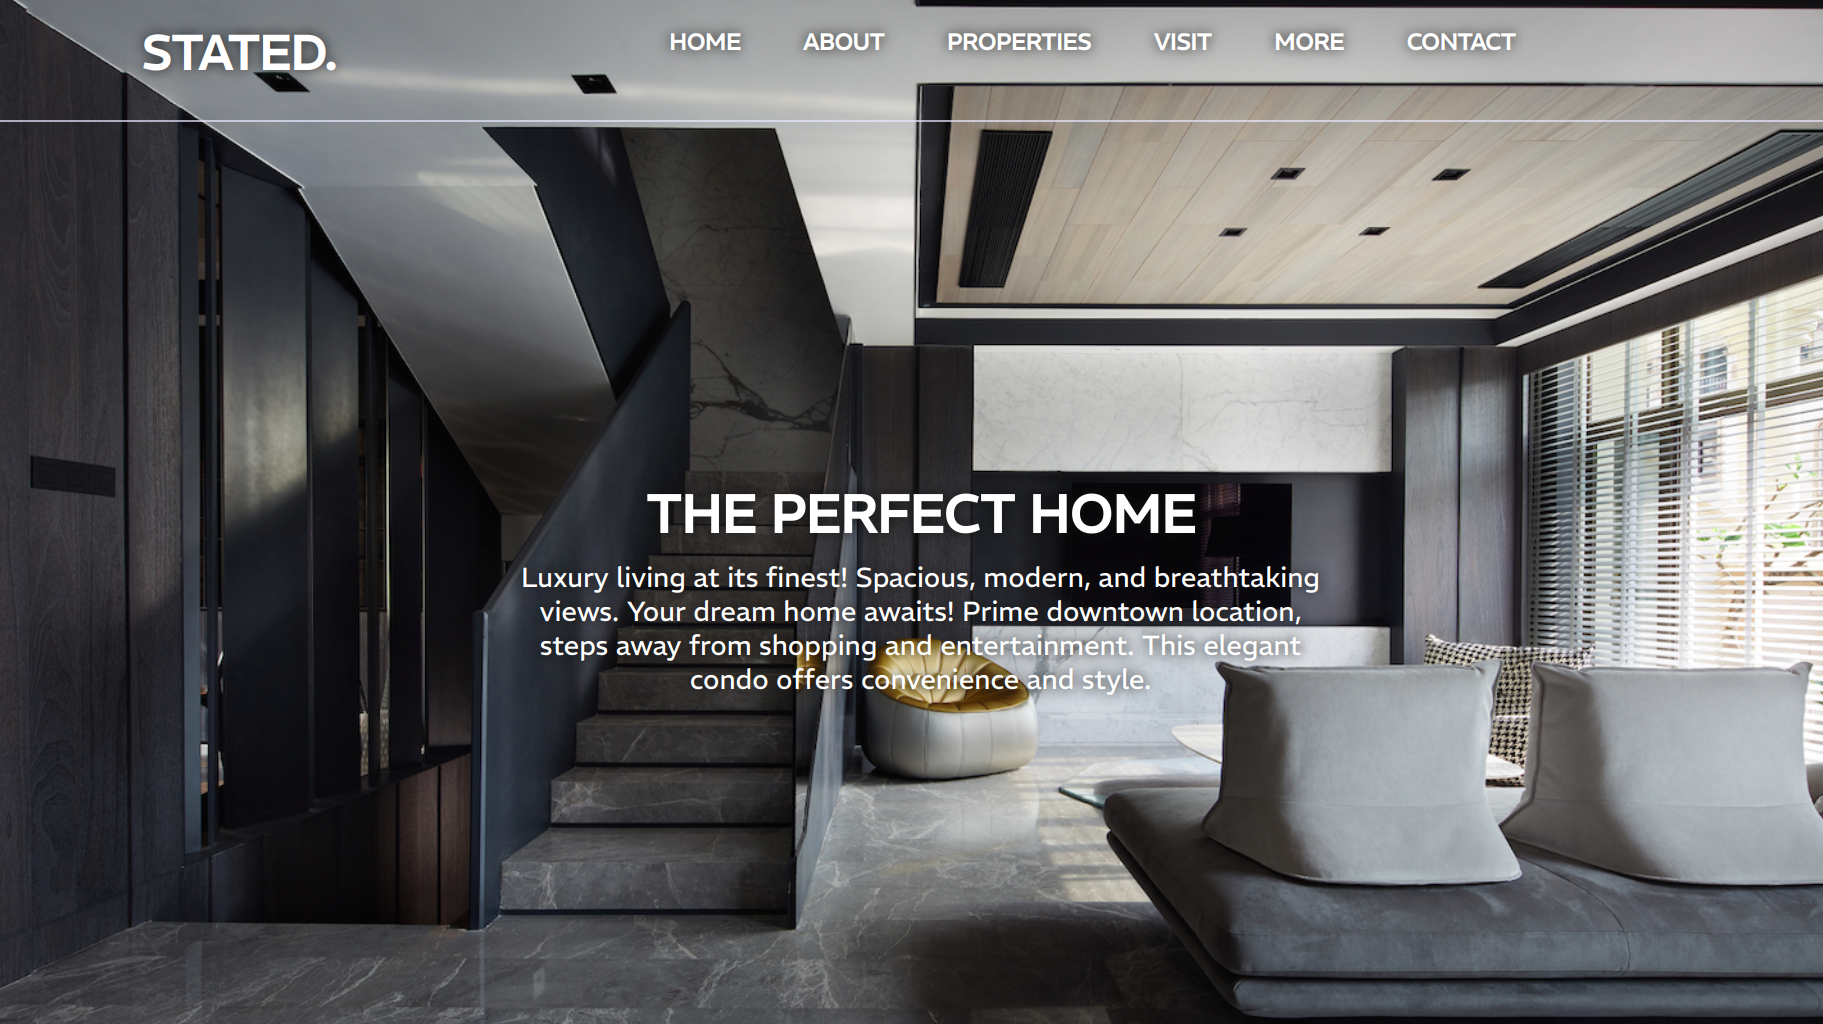 STATED.
HOME ABOUT PROPERTIES VISIT MORE CONTACT
THE PERFECT HOME
Luxury living at its finest! Spacious, modern, and breathtaking
views. Your dream home awaits! Prime downtown location,
steps away from shopping and entertainment. This elegant
condo offers convenience and style.